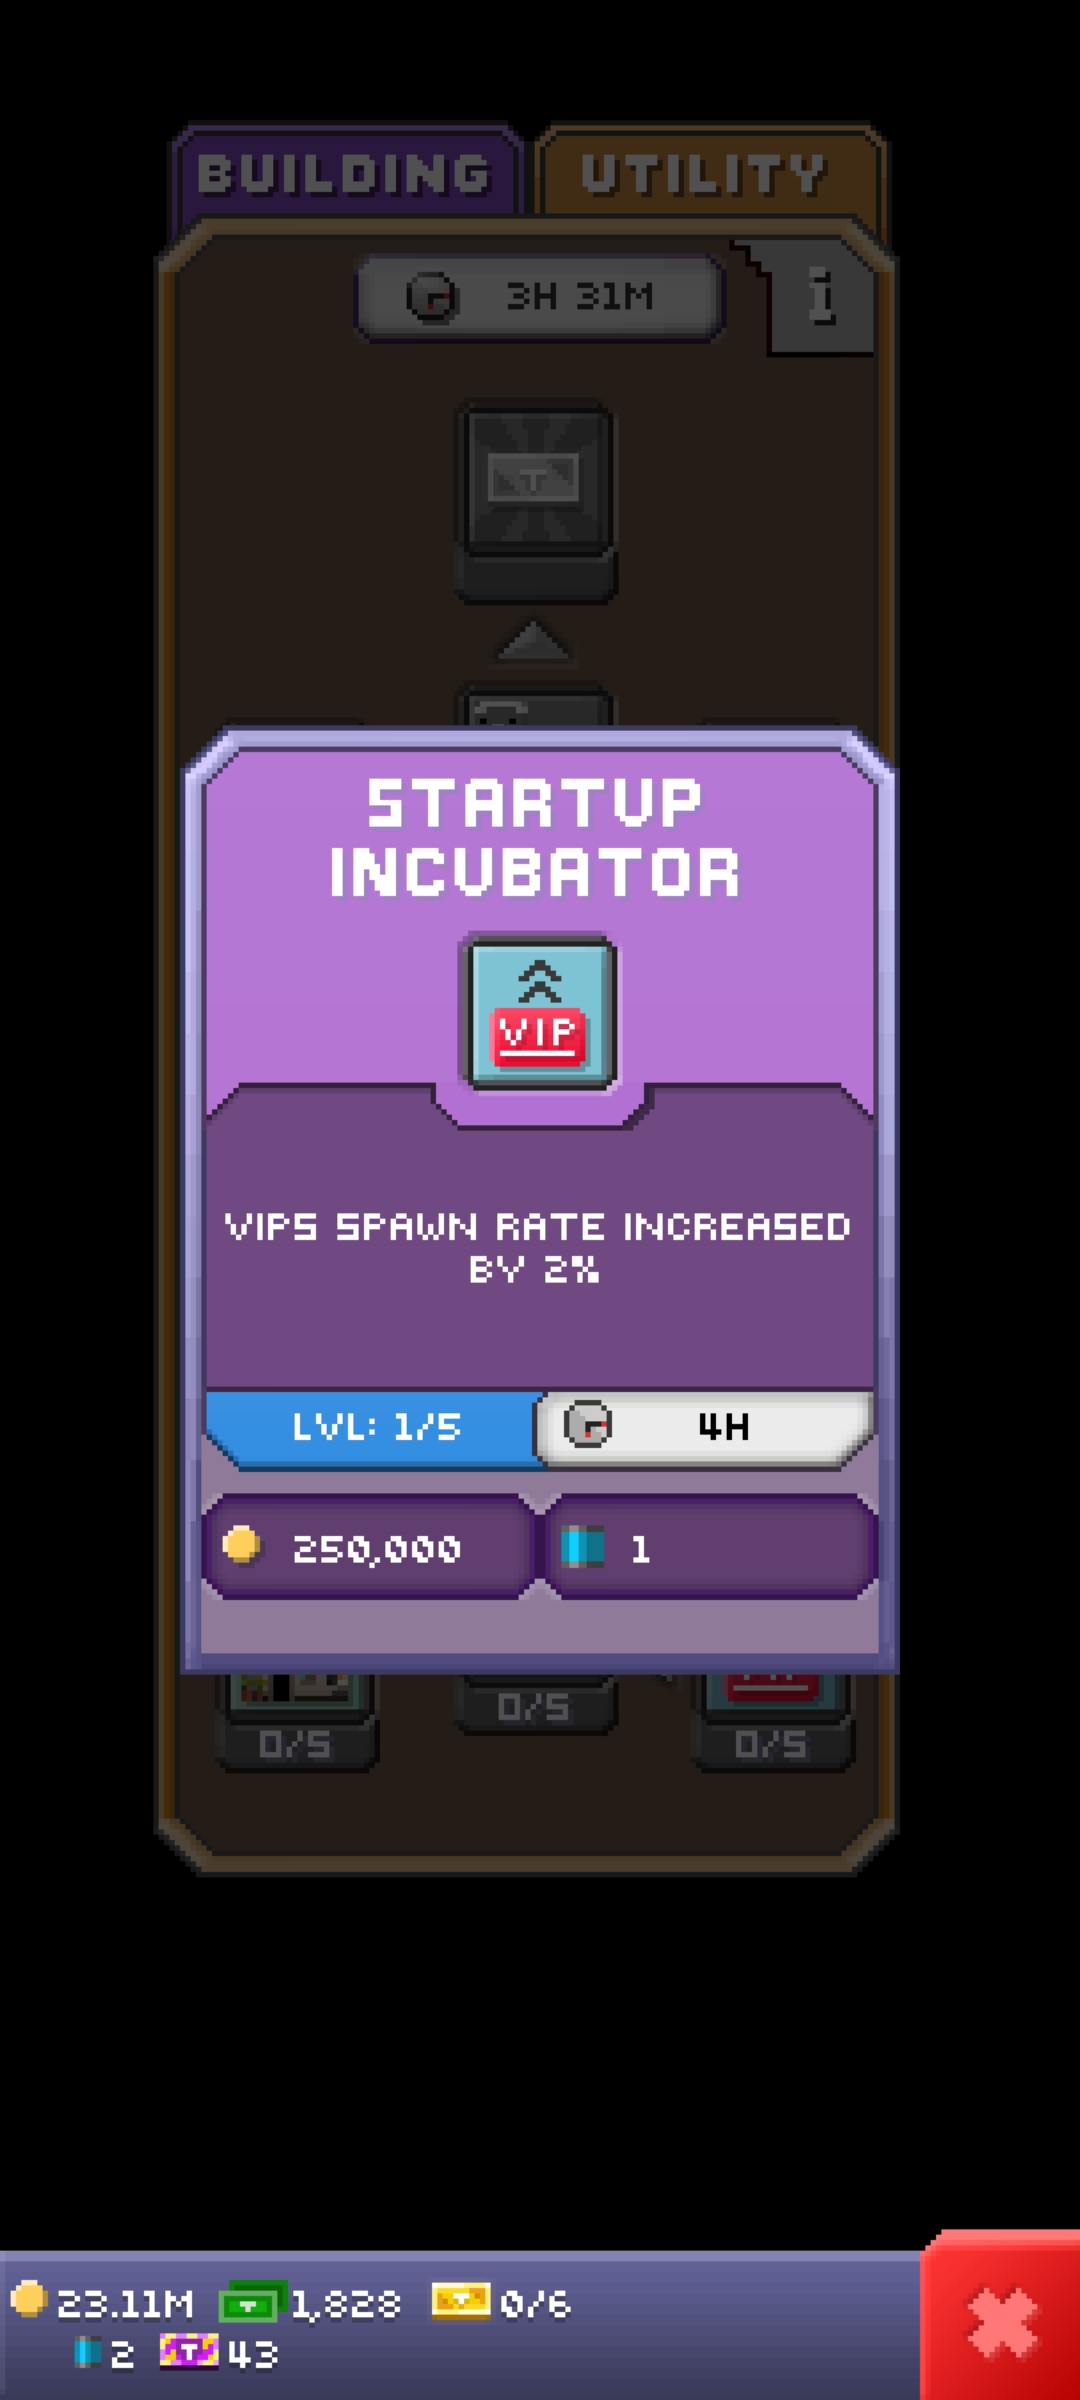 BUILDING
UTILITY
3H 31M
i
T
STARTUP
INCUBATOR
VIP
VIPS SPAWN RATE INCREASED
BY 2%
LVL: 1/5
4H
250,000
1
0/5
0/5
0/5
23.11M
1,828
0/6
2
T
43